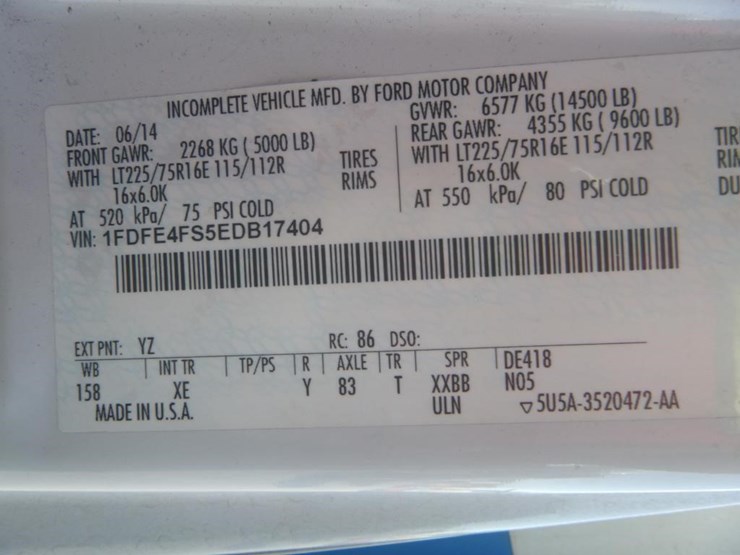 INCOMPLETE VEHICLE MFD. BY FORD MOTOR COMPANY
DATE: 06/14
FRONT GAWR: 2268 KG ( 5000 LB)
WITH LT225/75R16E 115/112R TIRES
16x6.0K RIMS
AT 520 kPa/ 75 PSI COLD
GVWR: 6577 KG (14500 LB)
REAR GAWR: 4355 KG ( 9600 LB)
WITH LT225/75R16E 115/112R TIR
16x6.0K RIM
AT 550 kPa/ 80 PSI COLD DU
VIN: 1FDFE4FS5EDB17404
EXT PNT: YZ RC: 86 DSO:
WB INT TR TP/PS R AXLE TR SPR DE418
158 XE Y 83 T XXBB N05
MADE IN U.S.A. ULN ▽5U5A-3520472-AA